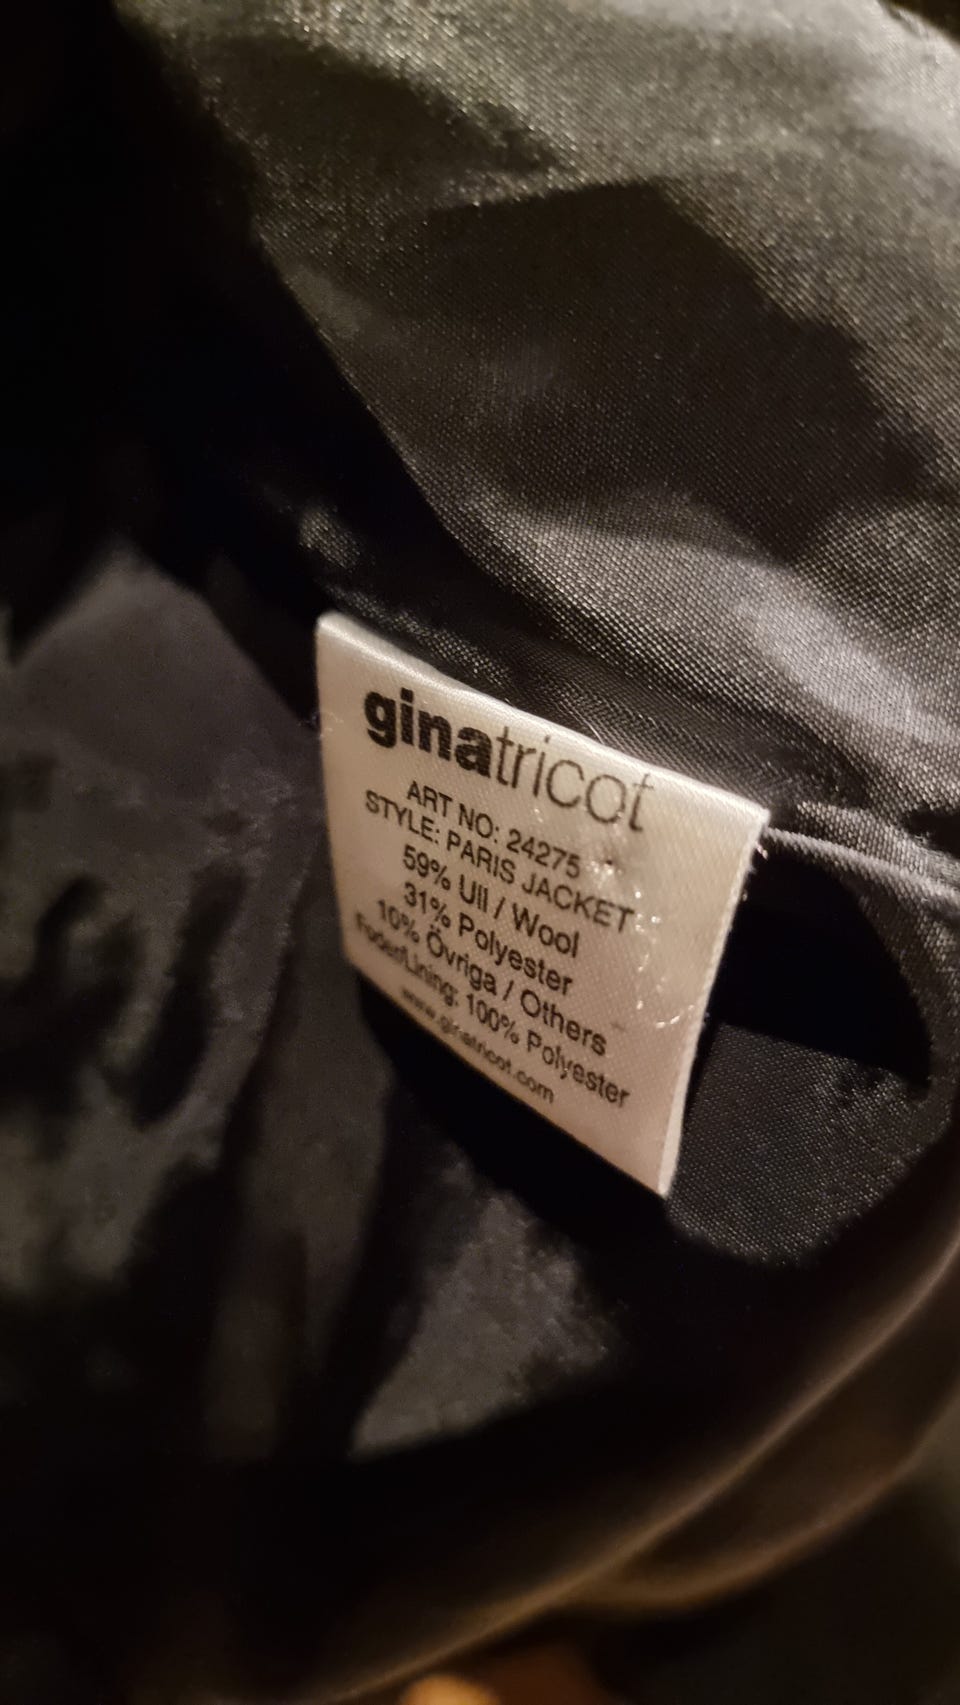 ginatricot
ART NO: 24275
STYLE: PARIS JACKET
59% Ull / Wool
31% Polyester
10% Övriga / Others
Foder/Lining: 100% Polyester
www.ginatricot.com